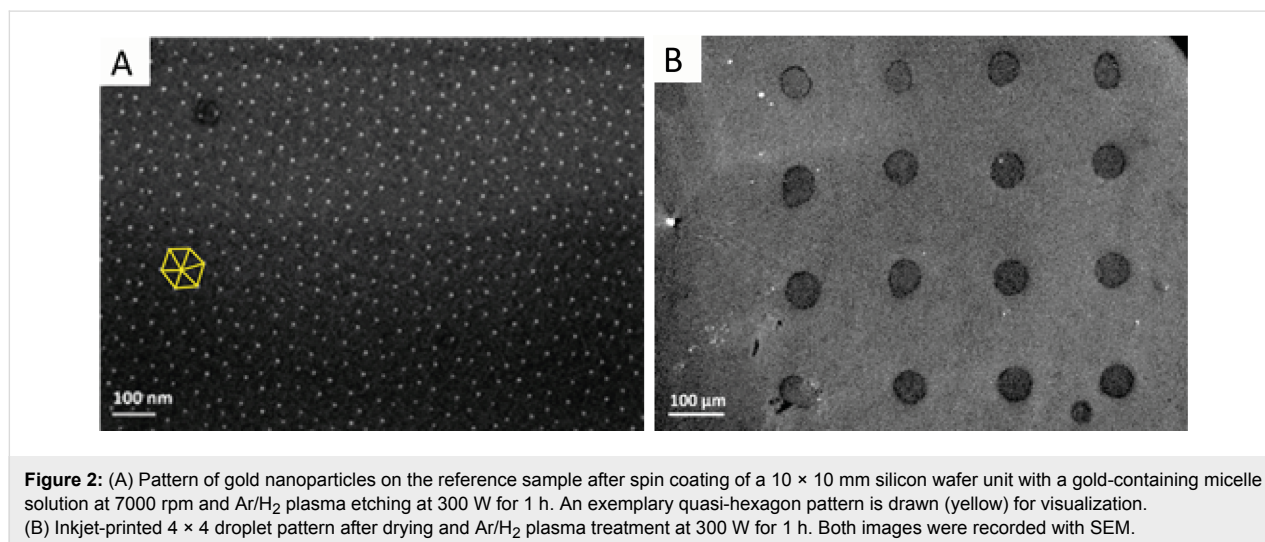 A
B
100 nm
100 µm
Figure 2: (A) Pattern of gold nanoparticles on the reference sample after spin coating of a 10 × 10 mm silicon wafer unit with a gold-containing micelle
solution at 7000 rpm and Ar/H2 plasma etching at 300 W for 1 h. An exemplary quasi-hexagon pattern is drawn (yellow) for visualization.
(B) Inkjet-printed 4 × 4 droplet pattern after drying and Ar/H2 plasma treatment at 300 W for 1 h. Both images were recorded with SEM.